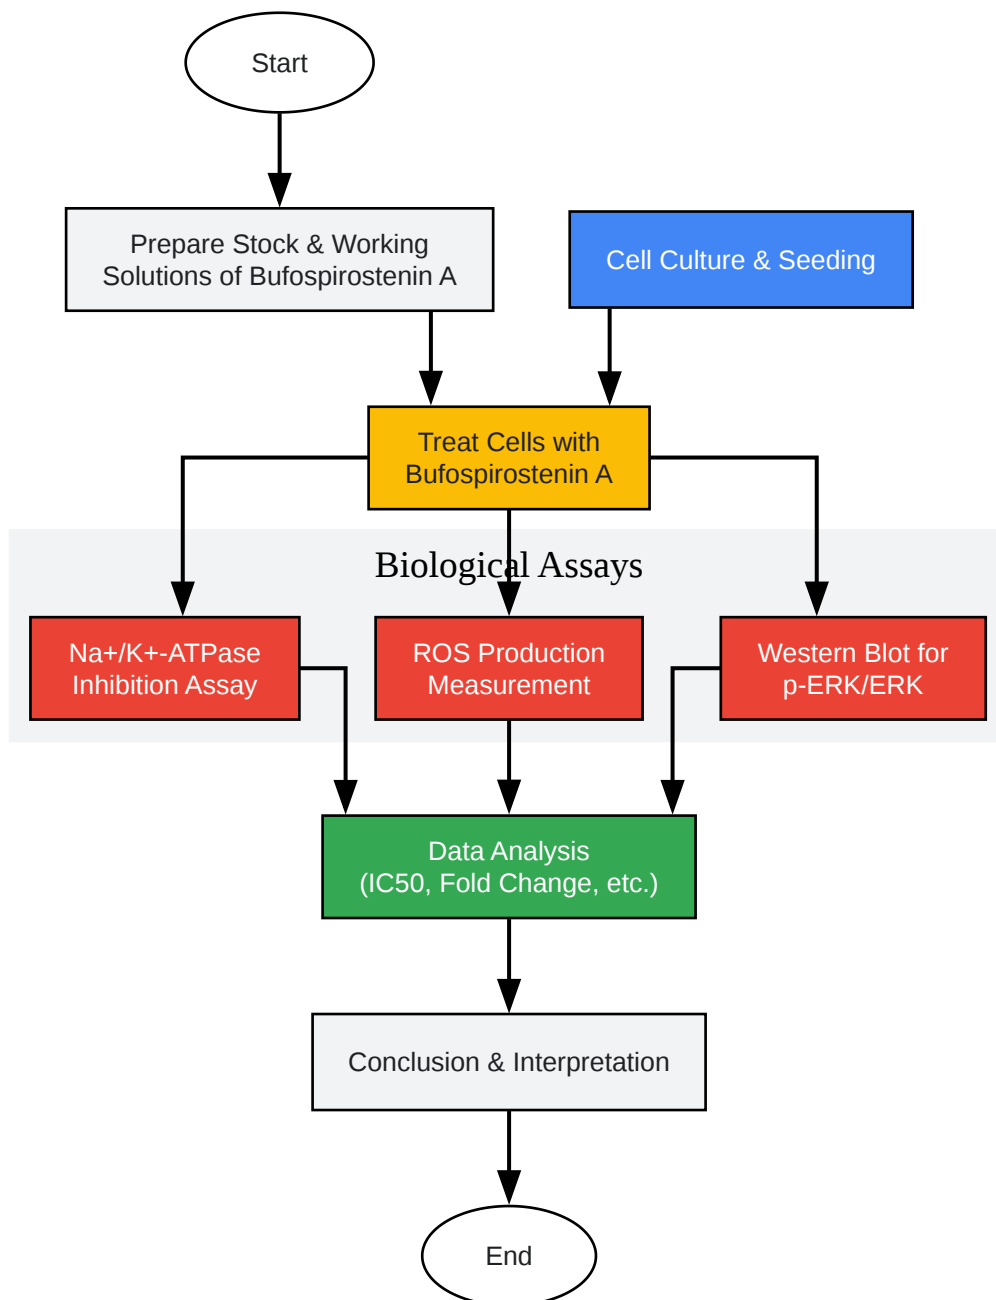 Start
Prepare Stock & Working
Solutions of Bufospirostenin A
Cell Culture & Seeding
Treat Cells with
Bufospirostenin A
Biological Assays
Na+/K+-ATPase
Inhibition Assay
ROS Production
Measurement
Western Blot for
p-ERK/ERK
Data Analysis
(IC50, Fold Change, etc.)
Conclusion & Interpretation
End